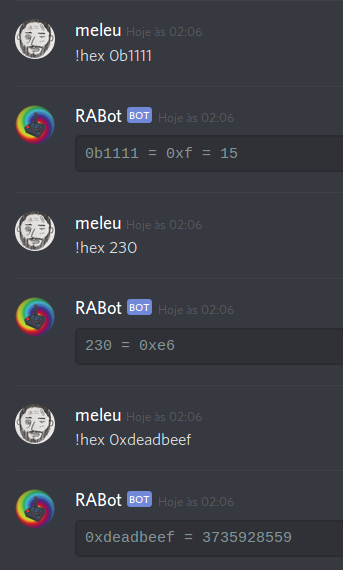 meleu Hoje às 02:06
!hex 0b1111
RABot BOT Hoje às 02:06
0b1111 = 0xf = 15
meleu Hoje às 02:06
!hex 230
RABot BOT Hoje às 02:06
230 = 0xe6
meleu Hoje às 02:06
!hex 0xdeadbeef
RABot BOT Hoje às 02:06
0xdeadbeef = 3735928559